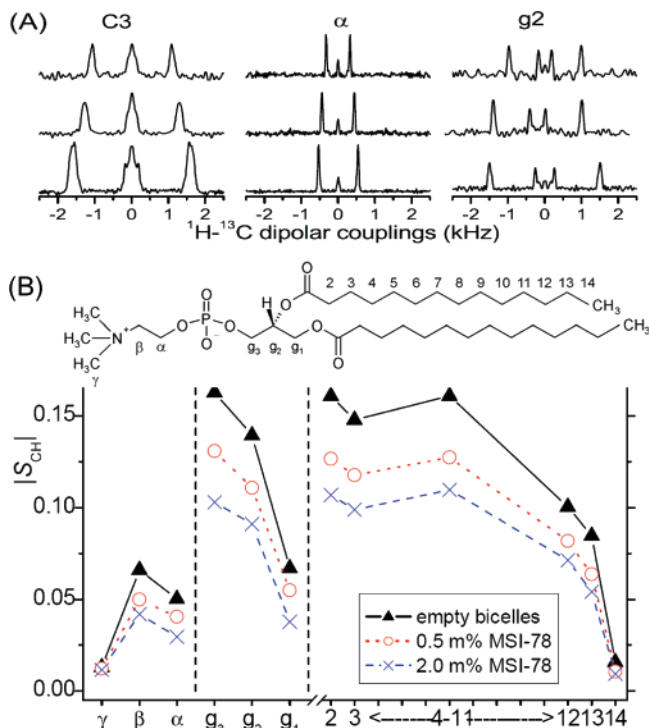 (A) C3 α g2
-2 -1 0 1 2 -2 -1 0 1 2 -2 -1 0 1 2
¹H-¹³C dipolar couplings (kHz)
(B)
O 2 3 4 5 6 7 8 9 10 11 12 13 14
H₃C O H O CH₃
H₃C N⁺ O P O O CH₃
β α O⁻ g₃ g₂ g₁ O
H₃C
γ
|S_CH|
0.15
0.10
0.05
0.00
empty bicelles
0.5 m% MSI-78
2.0 m% MSI-78
γ β α g₃ g₂ g₁ 2 3 <-------4-11-------> 12 13 14